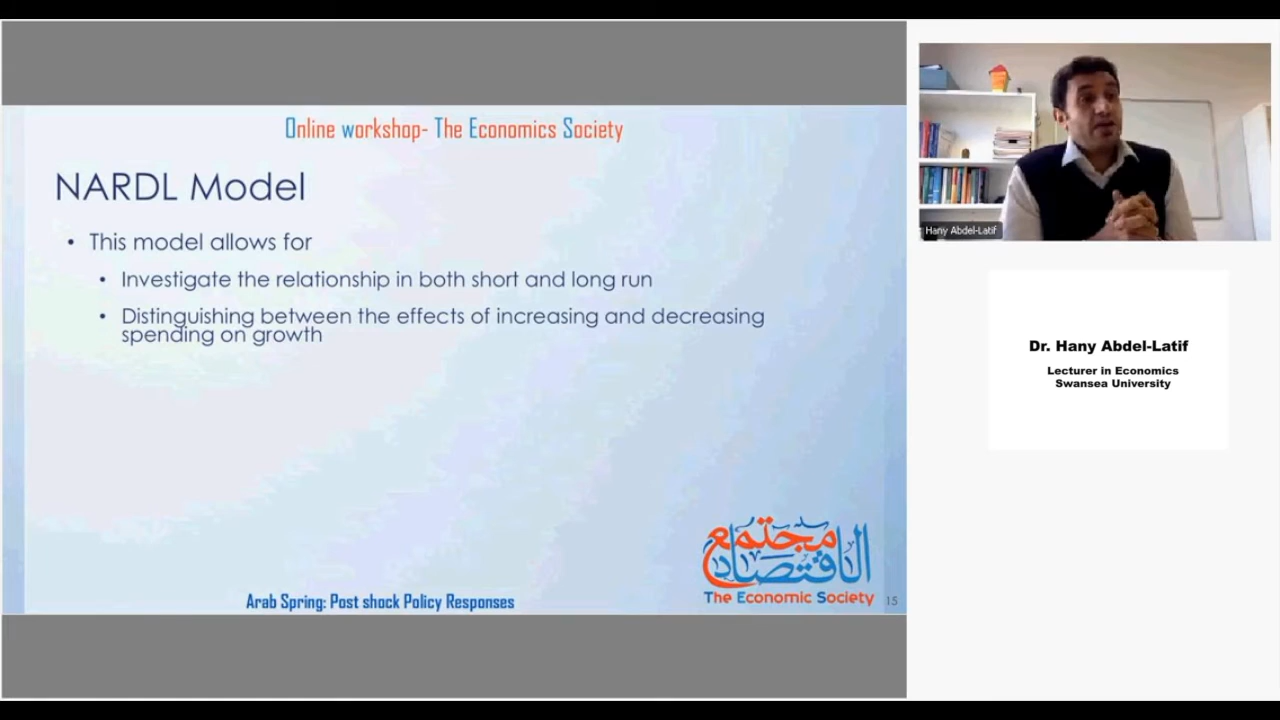 Online workshop- The Economics Society
NARDL Model
• This model allows for
• Investigate the relationship in both short and long run
• Distinguishing between the effects of increasing and decreasing
spending on growth
مجتمع
الاقتصاد
The Economic Society
Arab Spring: Post shock Policy Responses
15
Hany Abdel-Latif
Dr. Hany Abdel-Latif
Lecturer in Economics
Swansea University